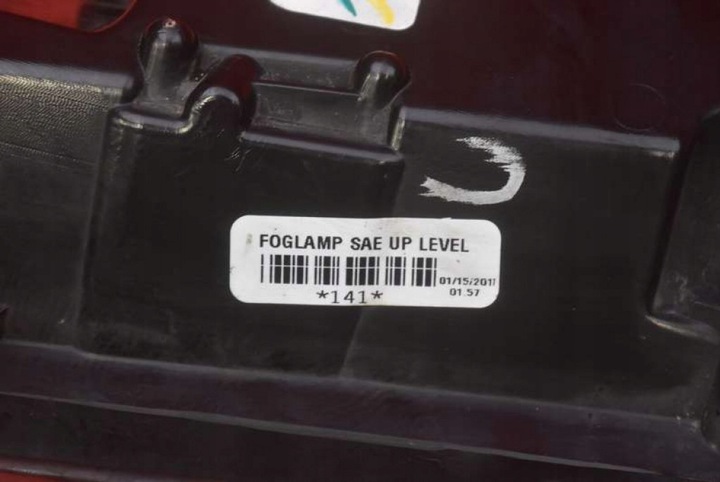 FOGLAMP SAE UP LEVEL
01/15/2011
01.57
*141*